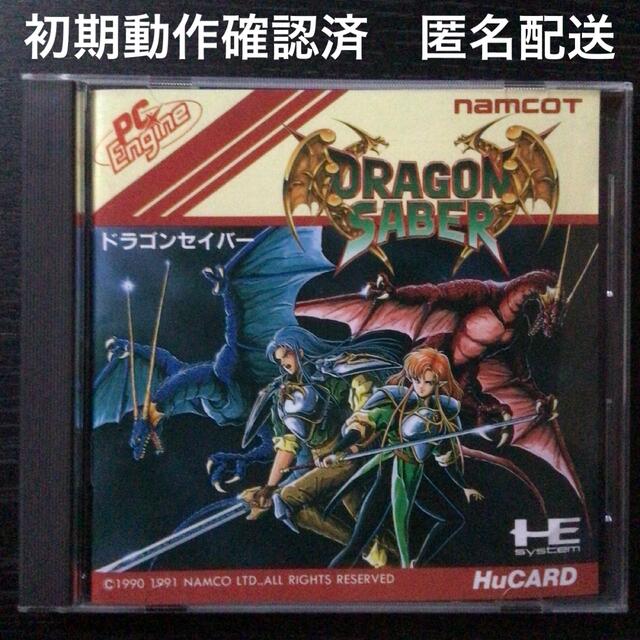 初期動作確認済　匿名配送
PC Engine
namcoT
DRAGON
SABER
ドラゴンセイバー
HE
system
©1990 1991 NAMCO LTD., ALL RIGHTS RESERVED
HuCARD